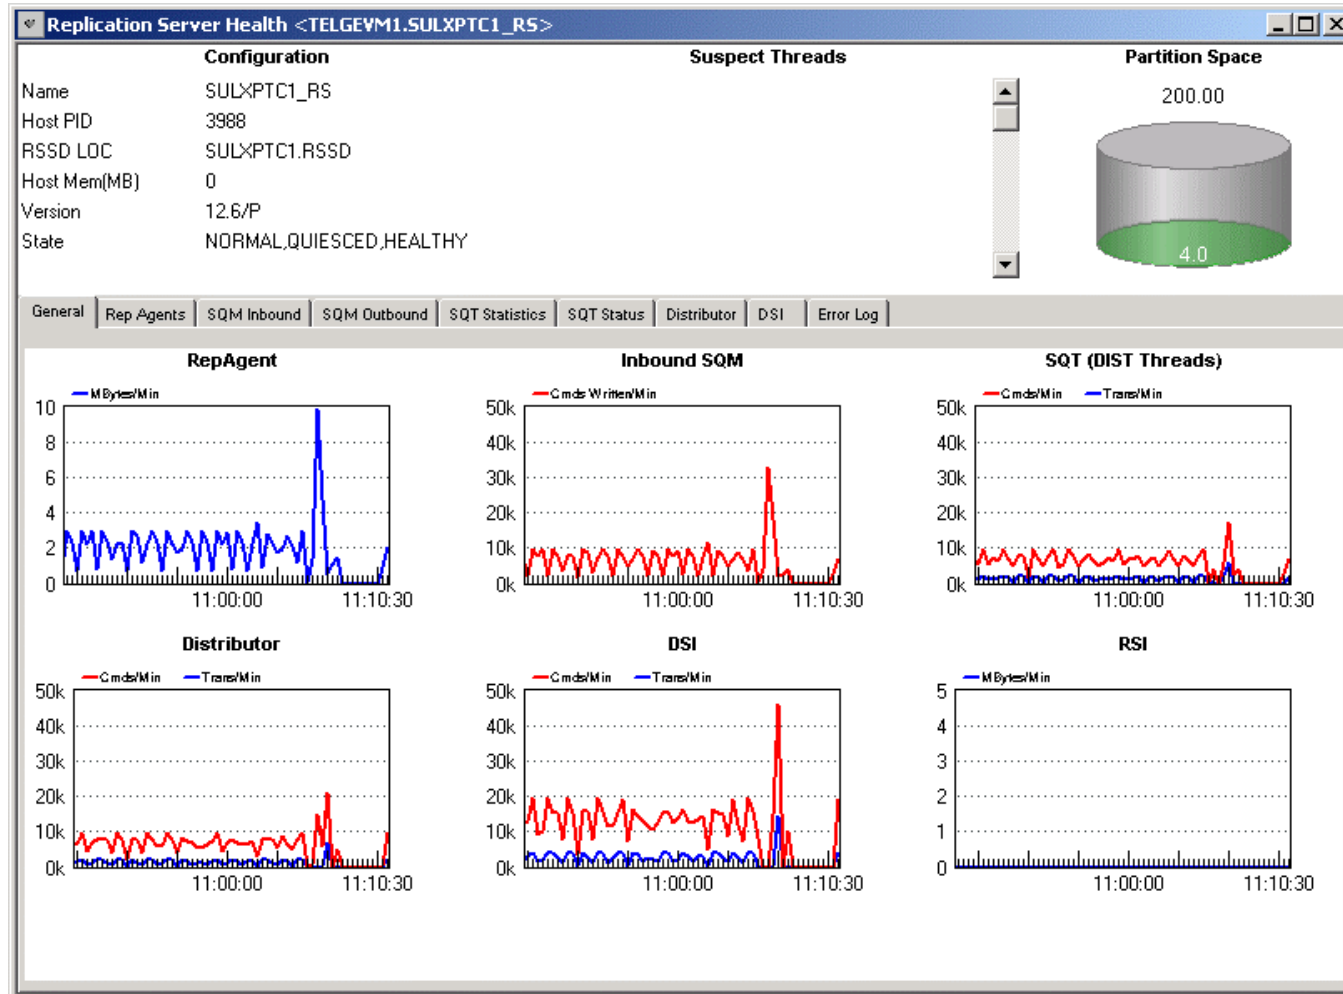 Replication Server Health <TELGEVM1.SULXPTC1_RS>
Configuration
Suspect Threads
Partition Space
Name SULXPTC1_RS
200.00
Host PID 3988
RSSD LOC SULXPTC1.RSSD
Host Mem(MB) 0
Version 12.6/P
State NORMAL,QUIESCED,HEALTHY
4.0
General Rep Agents SQM Inbound SQM Outbound SQT Statistics SQT Status Distributor DSI Error Log
RepAgent
MBytes/Min
10
8
6
4
2
0
11:00:00 11:10:30
Inbound SQM
Cmds Written/Min
50k
40k
30k
20k
10k
0k
11:00:00 11:10:30
SQT (DIST Threads)
Cmds/Min Trans/Min
50k
40k
30k
20k
10k
0k
11:00:00 11:10:30
Distributor
Cmds/Min Trans/Min
50k
40k
30k
20k
10k
0k
11:00:00 11:10:30
DSI
Cmds/Min Trans/Min
50k
40k
30k
20k
10k
0k
11:00:00 11:10:30
RSI
MBytes/Min
5
4
3
2
1
0
11:00:00 11:10:30